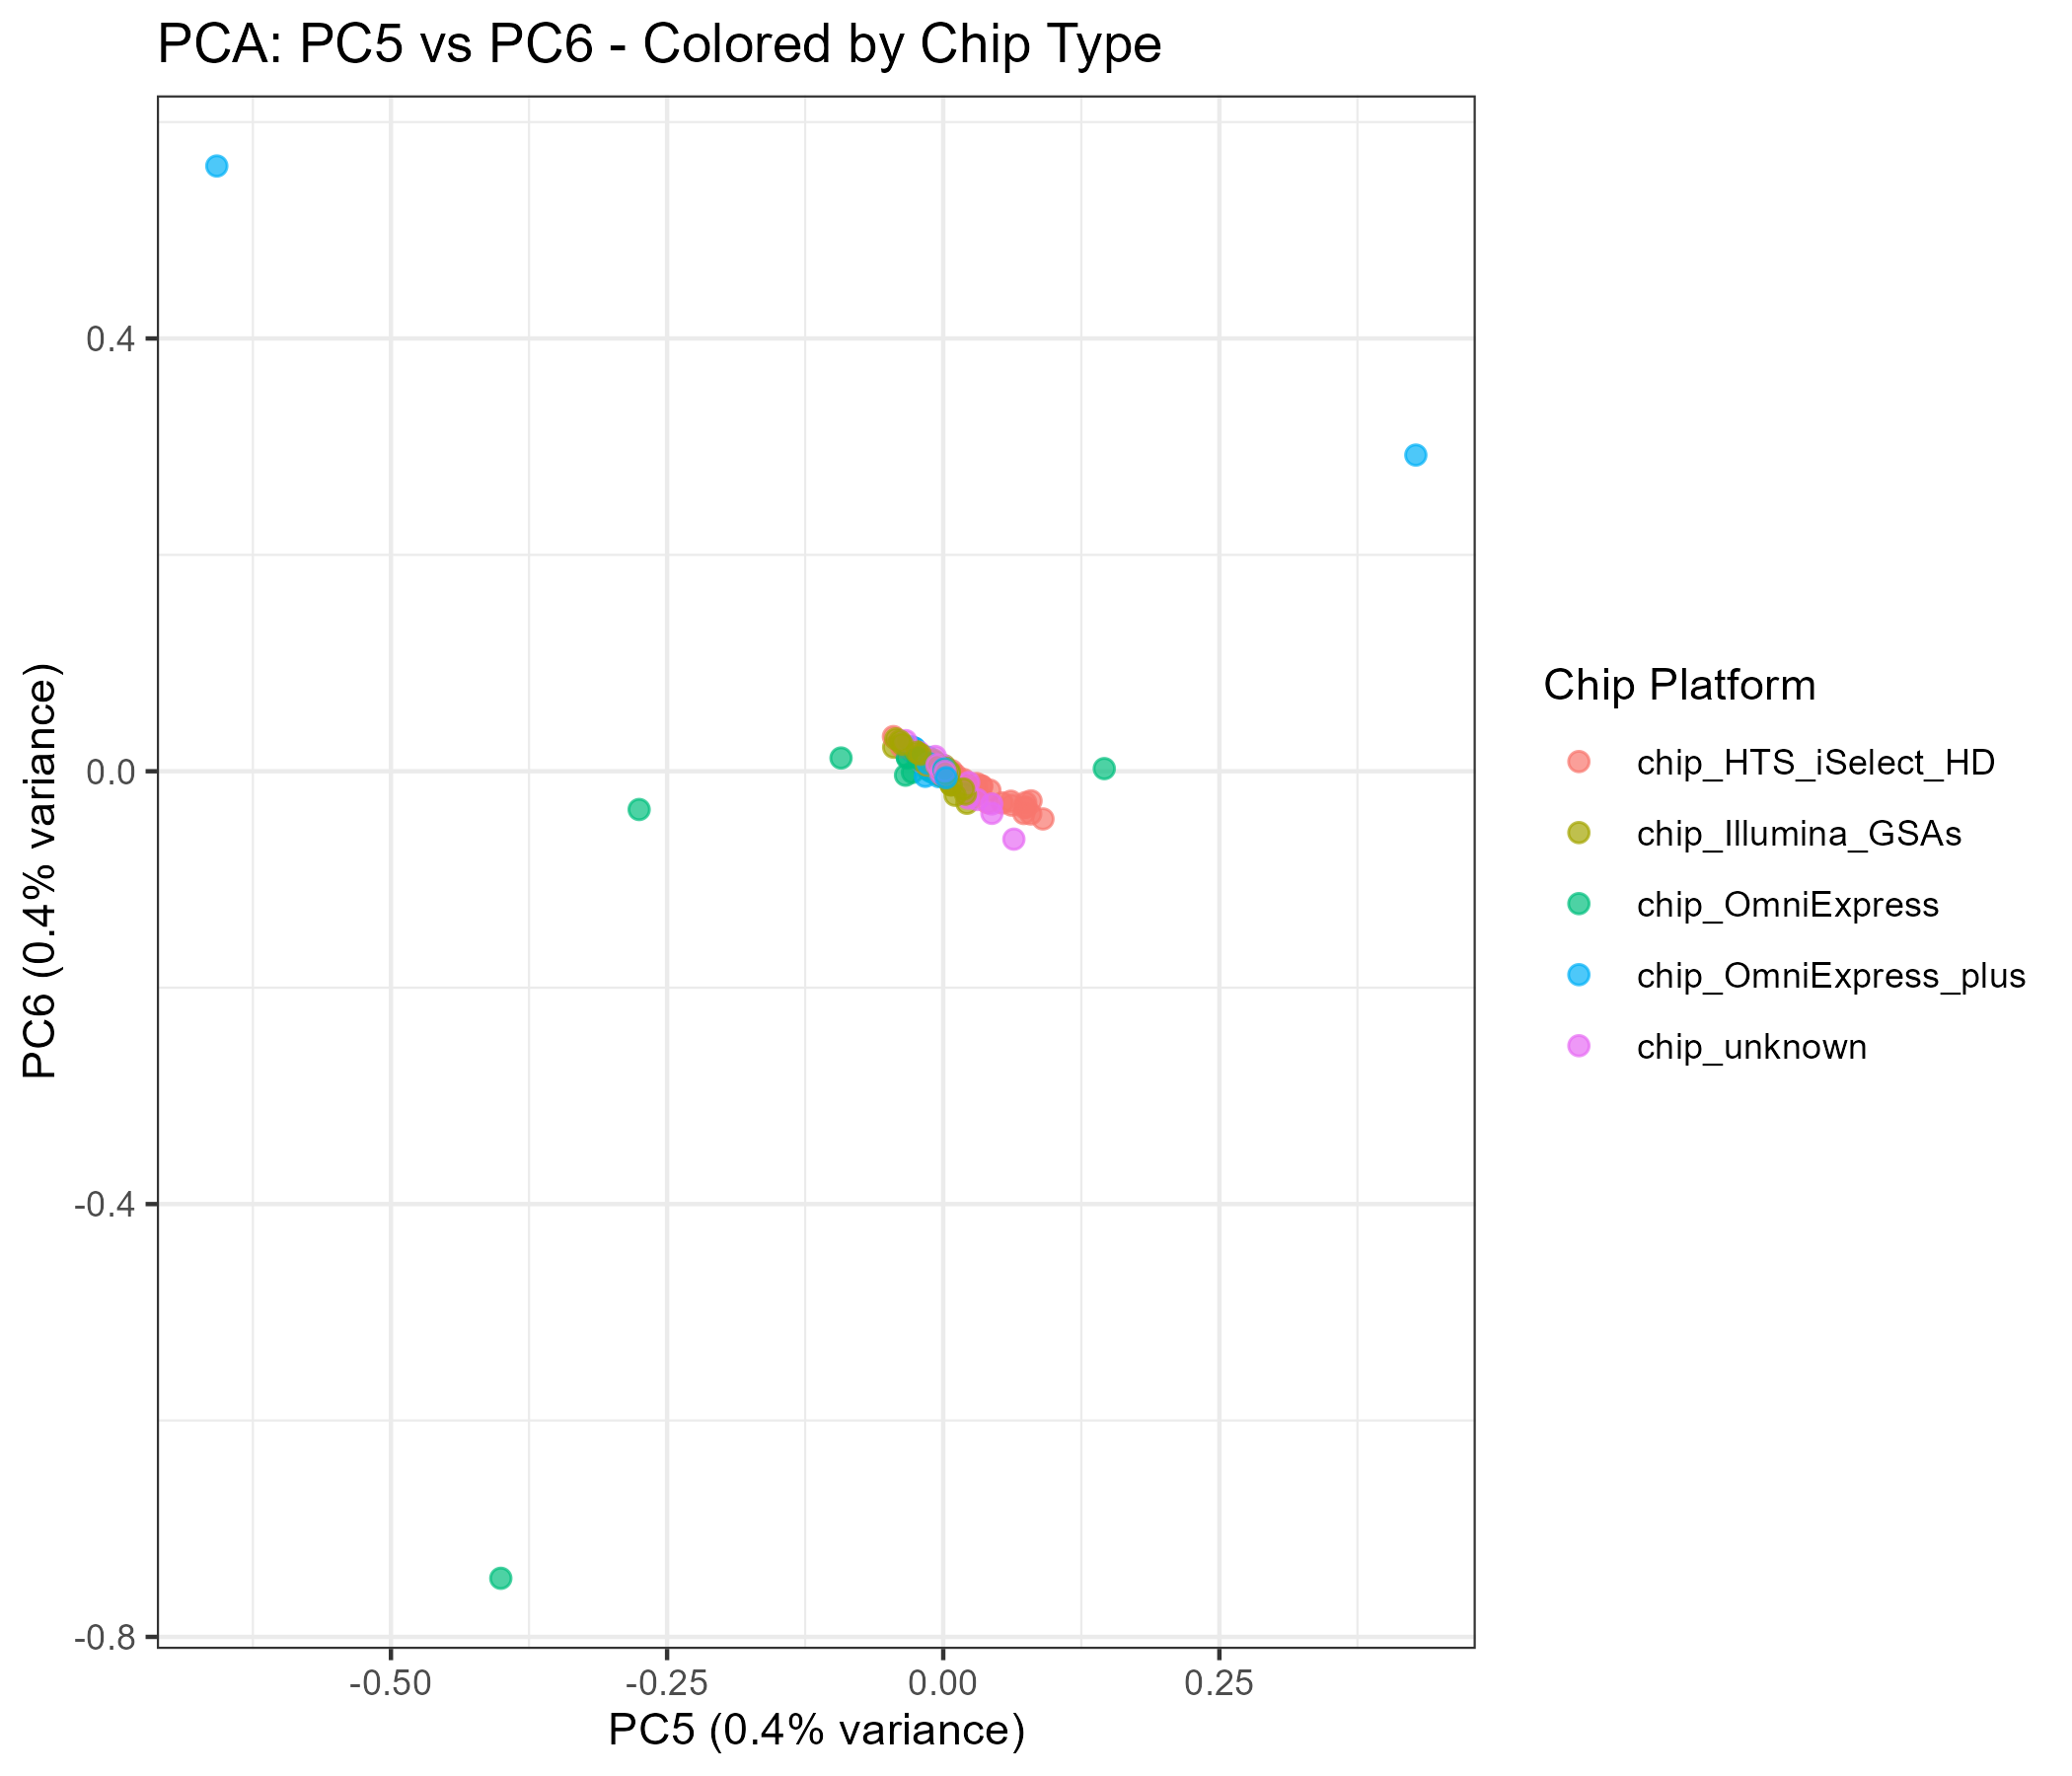 PCA: PC5 vs PC6 - Colored by Chip Type
PC6 (0.4% variance)
0.4
0.0
-0.4
-0.8
-0.50
-0.25
0.00
0.25
PC5 (0.4% variance)
Chip Platform
chip_HTS_iSelect_HD
chip_Illumina_GSAs
chip_OmniExpress
chip_OmniExpress_plus
chip_unknown